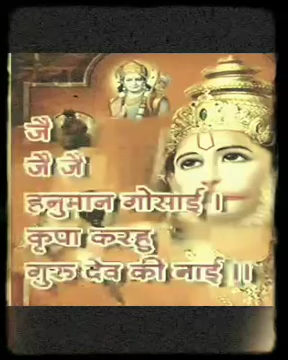 जै
जै जै
हनुमान गोसाई ।
कृपा करहु
गुरु देव की नाई ।।